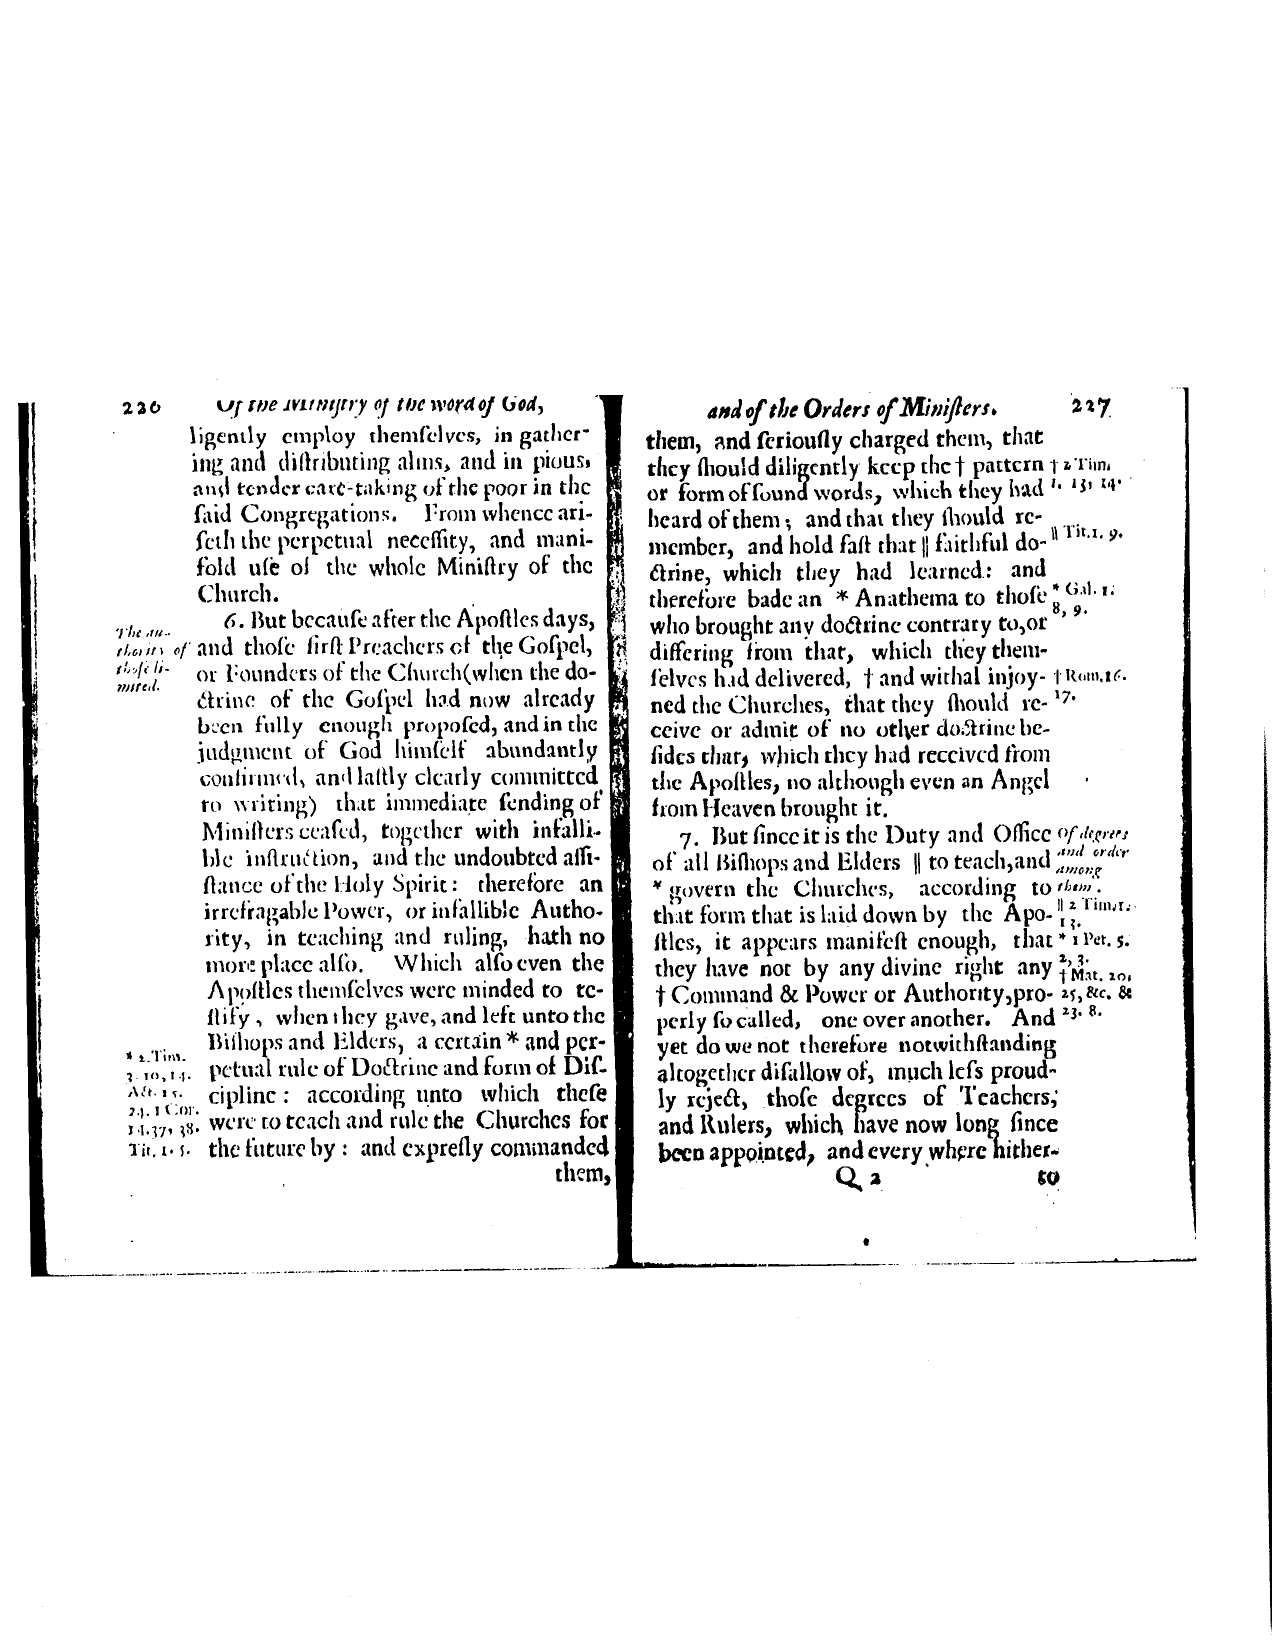 226 Of the Ministry of the word of God,
ligently employ themſelves, in gather-
ing and diſtributing alms, and in pious,
and tender care-taking of the poor in the
ſaid Congregations. From whence ari-
ſeth the perpetual neceſſity, and mani-
fold uſe of the whole Miniſtry of the
Church.
6. But becauſe after the Apoſtles days,
and thoſe firſt Preachers of the Goſpel,
or Founders of the Church(when the do-
ctrine of the Goſpel had now already
been fully enough propoſed, and in the
judgment of God himſelf abundantly
confirmed, and laſtly clearly committed
to writing) that immediate ſending of
Miniſters ceaſed, together with infalli-
ble inſtruction, and the undoubted aſſi-
ſtance of the Holy Spirit: therefore an
irrefragable Power, or infallible Autho-
rity, in teaching and ruling, hath no
more place alſo. Which alſo even the
Apoſtles themſelves were minded to te-
ſtify, when they gave, and left unto the
Biſhops and Elders, a certain * and per-
petual rule of Doctrine and form of Diſ-
cipline: according unto which theſe
were to teach and rule the Churches for
the future by: and expreſly commanded
them,
The au-
thority of
thoſe li-
mited.
* 2. Tim.
3. 10, 14.
Act. 15.
24. 1 Cor.
14. 37, 38.
Tit. 1. 5.
and of the Orders of Miniſters. 227
them, and ſeriouſly charged them, that
they ſhould diligently keep the † pattern
or form of ſound words, which they had
heard of them; and that they ſhould re-
member, and hold faſt that || faithful do-
ctrine, which they had learned: and
therefore bade an * Anathema to thoſe
who brought any doctrine contrary to, or
differing from that, which they them-
ſelves had delivered, † and withal injoy-
ned the Churches, that they ſhould re-
ceive or admit of no other doctrine be-
ſides that, which they had received from
the Apoſtles, no although even an Angel
from Heaven brought it.
7. But ſince it is the Duty and Office
of all Biſhops and Elders || to teach, and
* govern the Churches, according to
that form that is laid down by the Apo-
ſtles, it appears manifeſt enough, that
they have not by any divine right any
† Command & Power or Authority, pro-
perly ſo called, one over another. And
yet do we not therefore notwithſtanding
altogether diſallow of, much leſs proud-
ly reject, thoſe degrees of Teachers,
and Rulers, which have now long ſince
been appointed, and every where hither-
Q 2 to
† 2 Tim.
1. 13, 14.
|| Tit. 1. 9.
* Gal. 1.
8, 9.
† Rom. 16.
17.
Of degrees
and order
among
them.
|| 2 Tim. 1.
13.
* 1 Pet. 5.
2, 3.
† Mat. 20,
25, &c. &
23. 8.